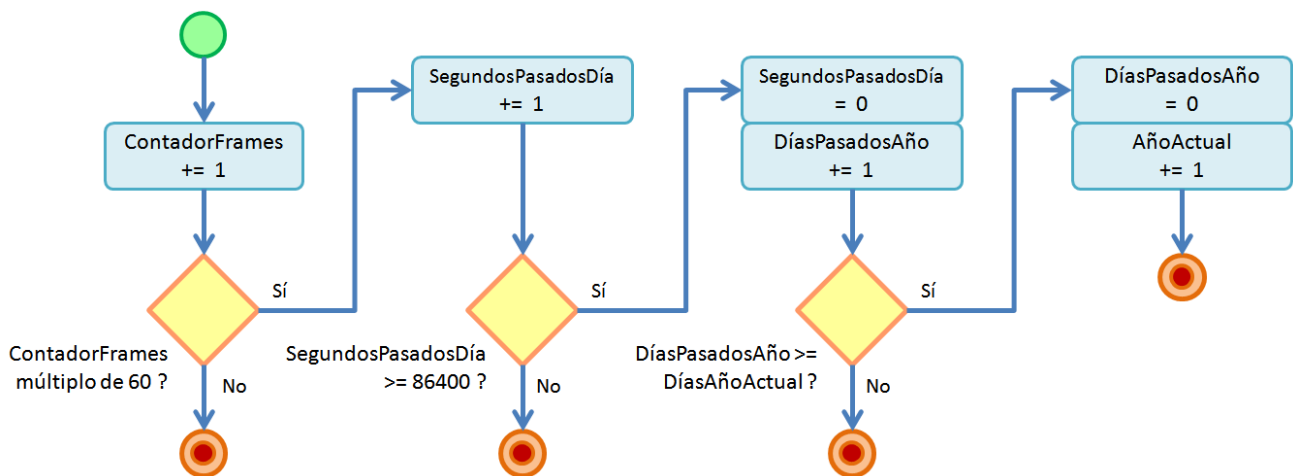 ContadorFrames
+= 1
Sí
ContadorFrames
múltiplo de 60 ?
No
SegundosPasadosDía
+= 1
Sí
SegundosPasadosDía
>= 86400 ?
No
SegundosPasadosDía
= 0
DíasPasadosAño
+= 1
Sí
DíasPasadosAño >=
DíasAñoActual ?
No
DíasPasadosAño
= 0
AñoActual
+= 1